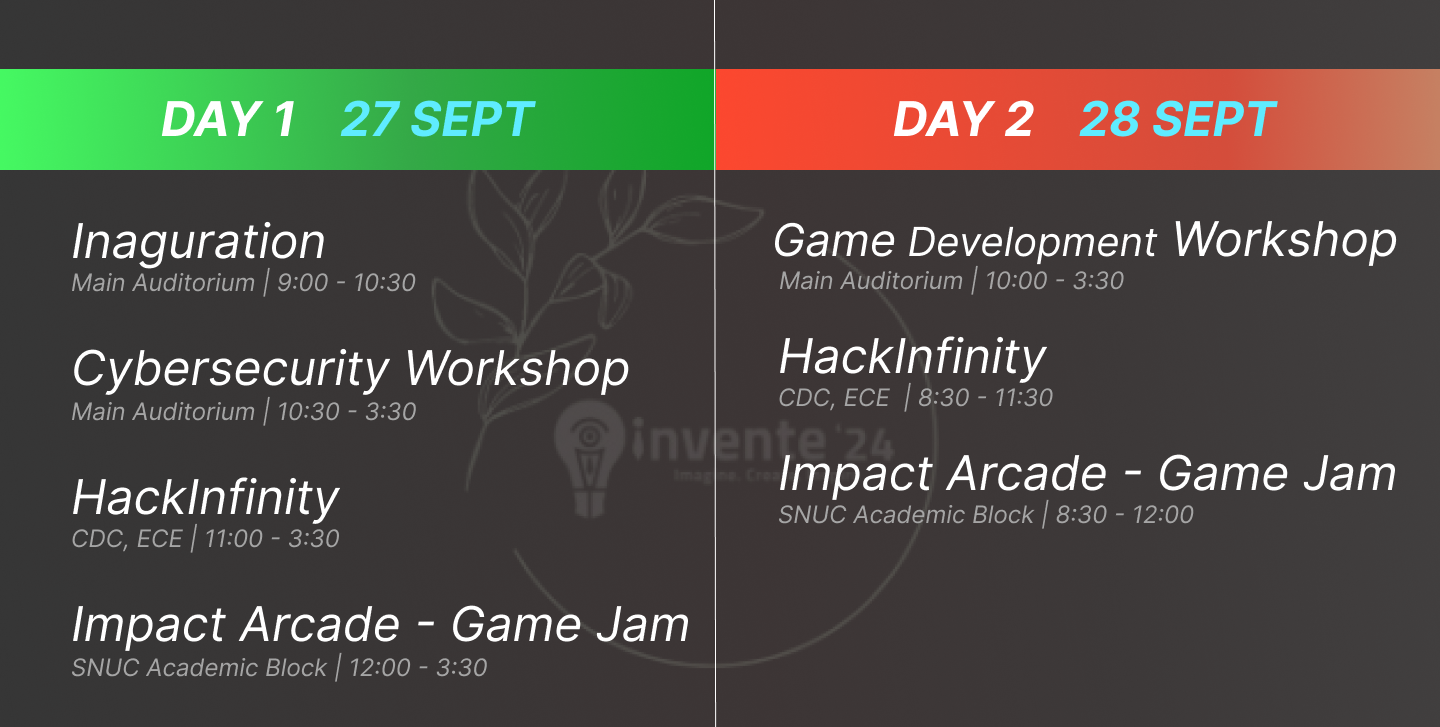 DAY 1 27 SEPT
Inaguration
Main Auditorium | 9:00 - 10:30
Cybersecurity Workshop
Main Auditorium | 10:30 - 3:30
HackInfinity
CDC, ECE | 11:00 - 3:30
Impact Arcade - Game Jam
SNUC Academic Block | 12:00 - 3:30
DAY 2 28 SEPT
Game Development Workshop
Main Auditorium | 10:00 - 3:30
HackInfinity
CDC, ECE | 8:30 - 11:30
Impact Arcade - Game Jam
SNUC Academic Block | 8:30 - 12:00
invente '24
Imagine.